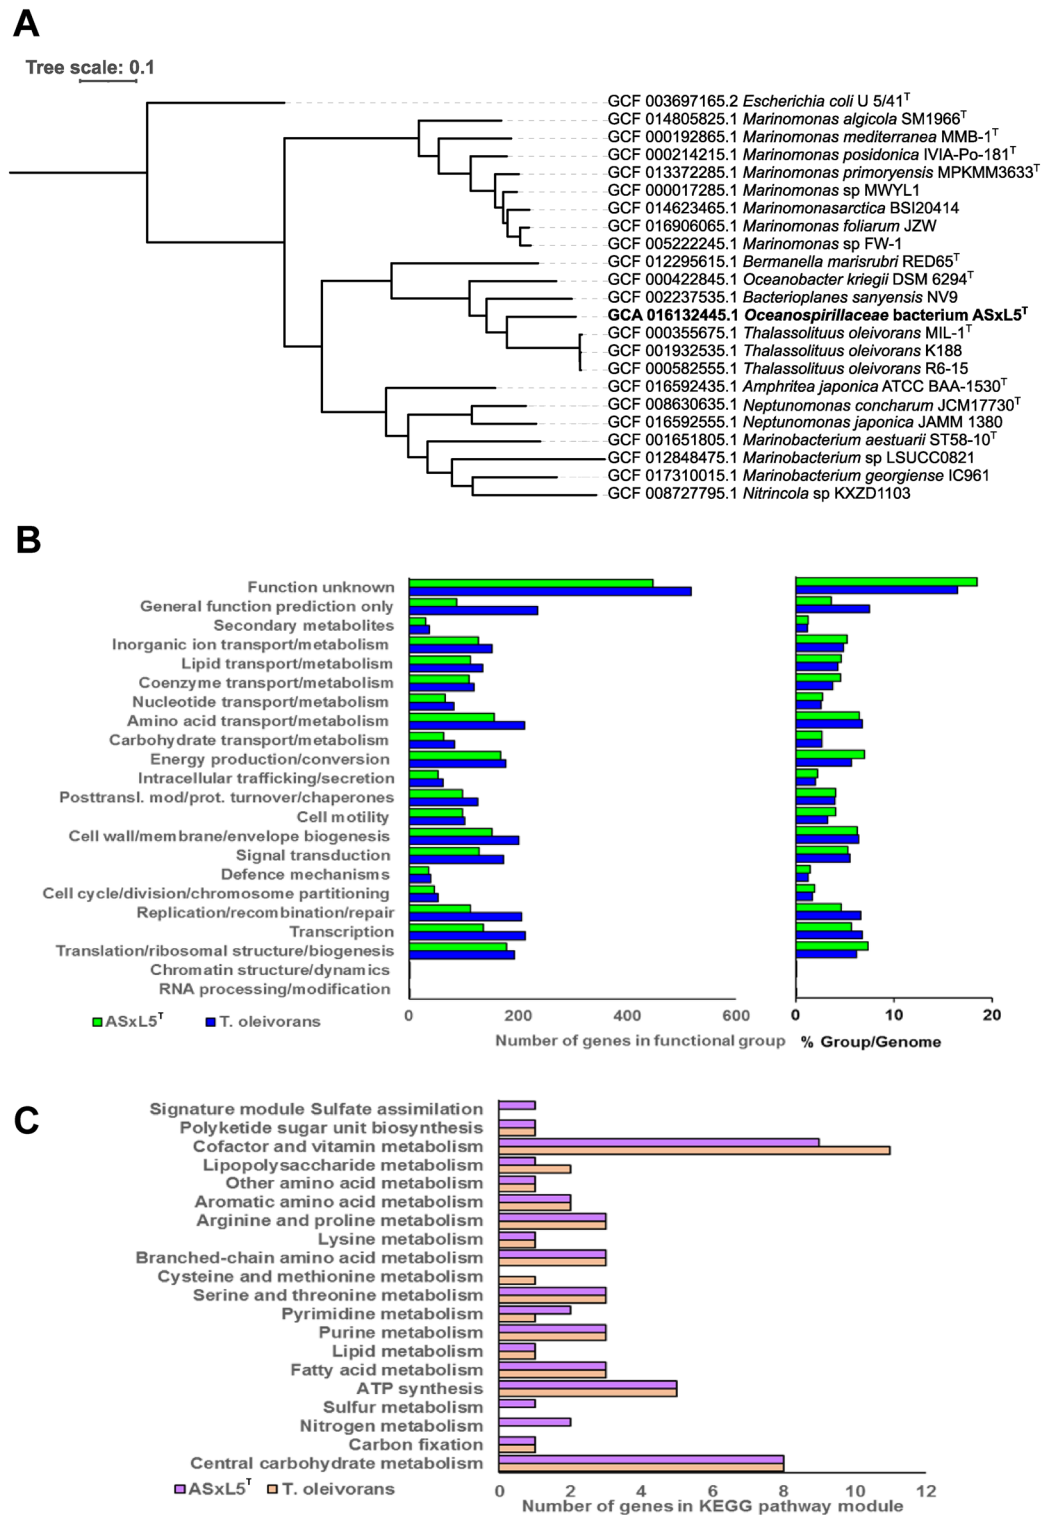 A
Tree scale: 0.1
GCF 003697165.2 Escherichia coli U 5/41T
GCF 014805825.1 Marinomonas algicola SM1966T
GCF 000192865.1 Marinomonas mediterranea MMB-1T
GCF 000214215.1 Marinomonas posidonica IVIA-Po-181T
GCF 013372285.1 Marinomonas primoryensis MPKMM3633T
GCF 000017285.1 Marinomonas sp MWYL1
GCF 014623465.1 Marinomonasarctica BSI20414
GCF 016906065.1 Marinomonas foliarum JZW
GCF 005222245.1 Marinomonas sp FW-1
GCF 012295615.1 Bermanella marisrubri RED65T
GCF 000422845.1 Oceanobacter kriegii DSM 6294T
GCF 002237535.1 Bacterioplanes sanyensis NV9
GCA 016132445.1 Oceanospirillaceae bacterium ASxL5T
GCF 000355675.1 Thalassolituus oleivorans MIL-1T
GCF 001932535.1 Thalassolituus oleivorans K188
GCF 000582555.1 Thalassolituus oleivorans R6-15
GCF 016592435.1 Amphritea japonica ATCC BAA-1530T
GCF 008630635.1 Neptunomonas concharum JCM17730T
GCF 016592555.1 Neptunomonas japonica JAMM 1380
GCF 001651805.1 Marinobacterium aestuarii ST58-10T
GCF 012848475.1 Marinobacterium sp LSUCC0821
GCF 017310015.1 Marinobacterium georgiense IC961
GCF 008727795.1 Nitrincola sp KXZD1103
B
Function unknown
General function prediction only
Secondary metabolites
Inorganic ion transport/metabolism
Lipid transport/metabolism
Coenzyme transport/metabolism
Nucleotide transport/metabolism
Amino acid transport/metabolism
Carbohydrate transport/metabolism
Energy production/conversion
Intracellular trafficking/secretion
Posttransl. mod/prot. turnover/chaperones
Cell motility
Cell wall/membrane/envelope biogenesis
Signal transduction
Defence mechanisms
Cell cycle/division/chromosome partitioning
Replication/recombination/repair
Transcription
Translation/ribosomal structure/biogenesis
Chromatin structure/dynamics
RNA processing/modification
0 200 400 600 0 10 20
ASxL5T T. oleivorans
Number of genes in functional group % Group/Genome
C
Signature module Sulfate assimilation
Polyketide sugar unit biosynthesis
Cofactor and vitamin metabolism
Lipopolysaccharide metabolism
Other amino acid metabolism
Aromatic amino acid metabolism
Arginine and proline metabolism
Lysine metabolism
Branched-chain amino acid metabolism
Cysteine and methionine metabolism
Serine and threonine metabolism
Pyrimidine metabolism
Purine metabolism
Lipid metabolism
Fatty acid metabolism
ATP synthesis
Sulfur metabolism
Nitrogen metabolism
Carbon fixation
Central carbohydrate metabolism
ASxL5T T. oleivorans
0 2 4 6 8 10 12
Number of genes in KEGG pathway module